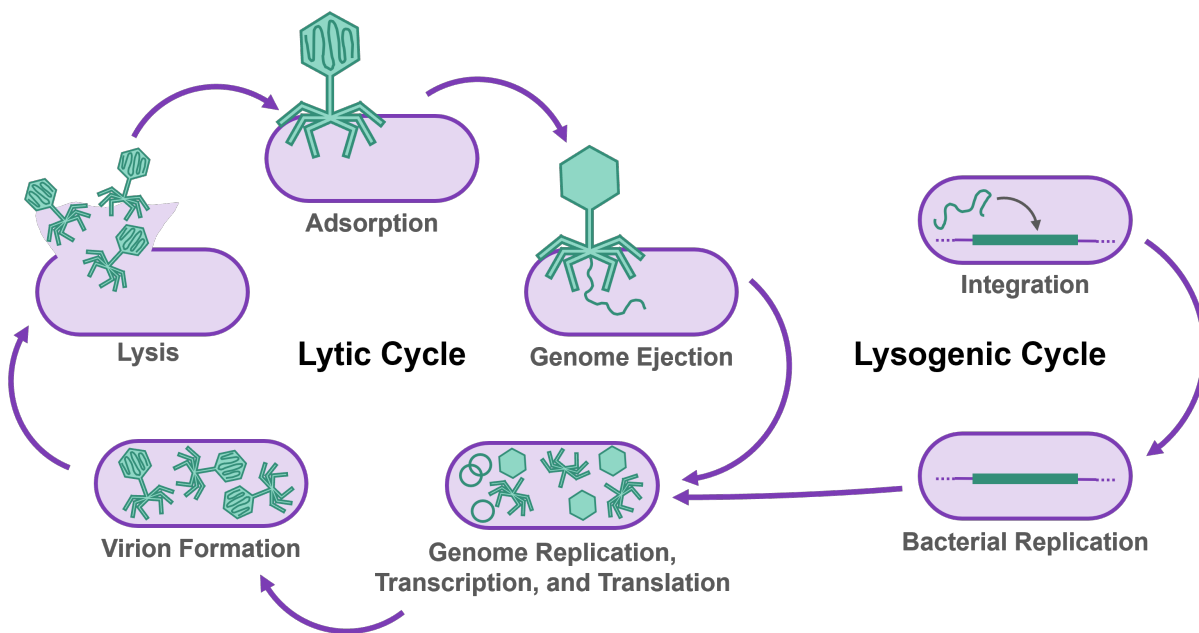 Adsorption
Integration
Lysis
Lytic Cycle
Genome Ejection
Lysogenic Cycle
Virion Formation
Genome Replication,
Transcription, and Translation
Bacterial Replication